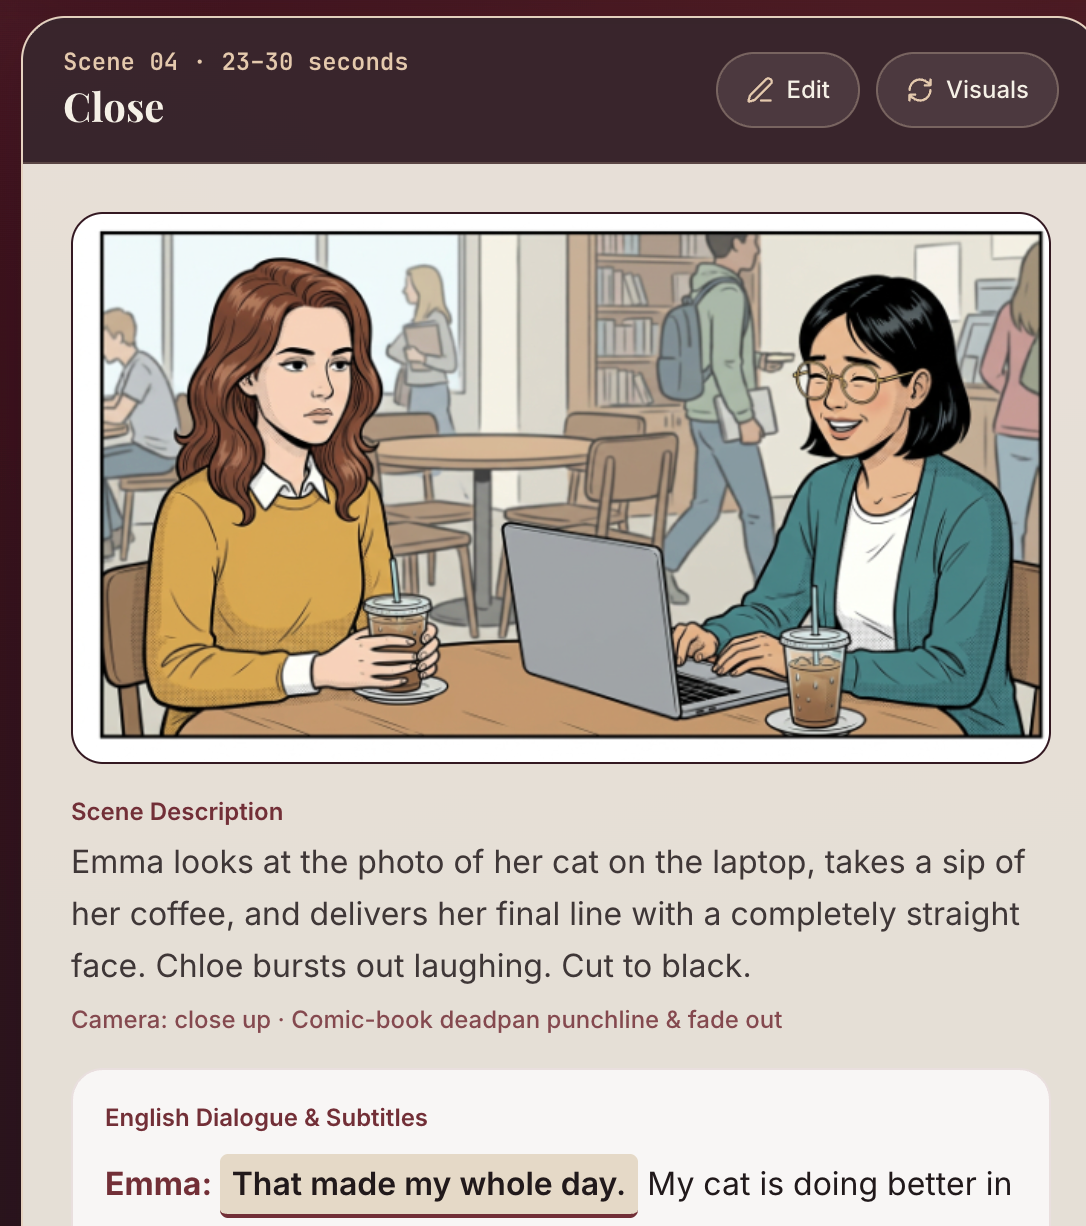 Scene 04 · 23–30 seconds
Close
Edit
Visuals
Scene Description
Emma looks at the photo of her cat on the laptop, takes a sip of
her coffee, and delivers her final line with a completely straight
face. Chloe bursts out laughing. Cut to black.
Camera: close up · Comic-book deadpan punchline & fade out
English Dialogue & Subtitles
Emma: That made my whole day. My cat is doing better in